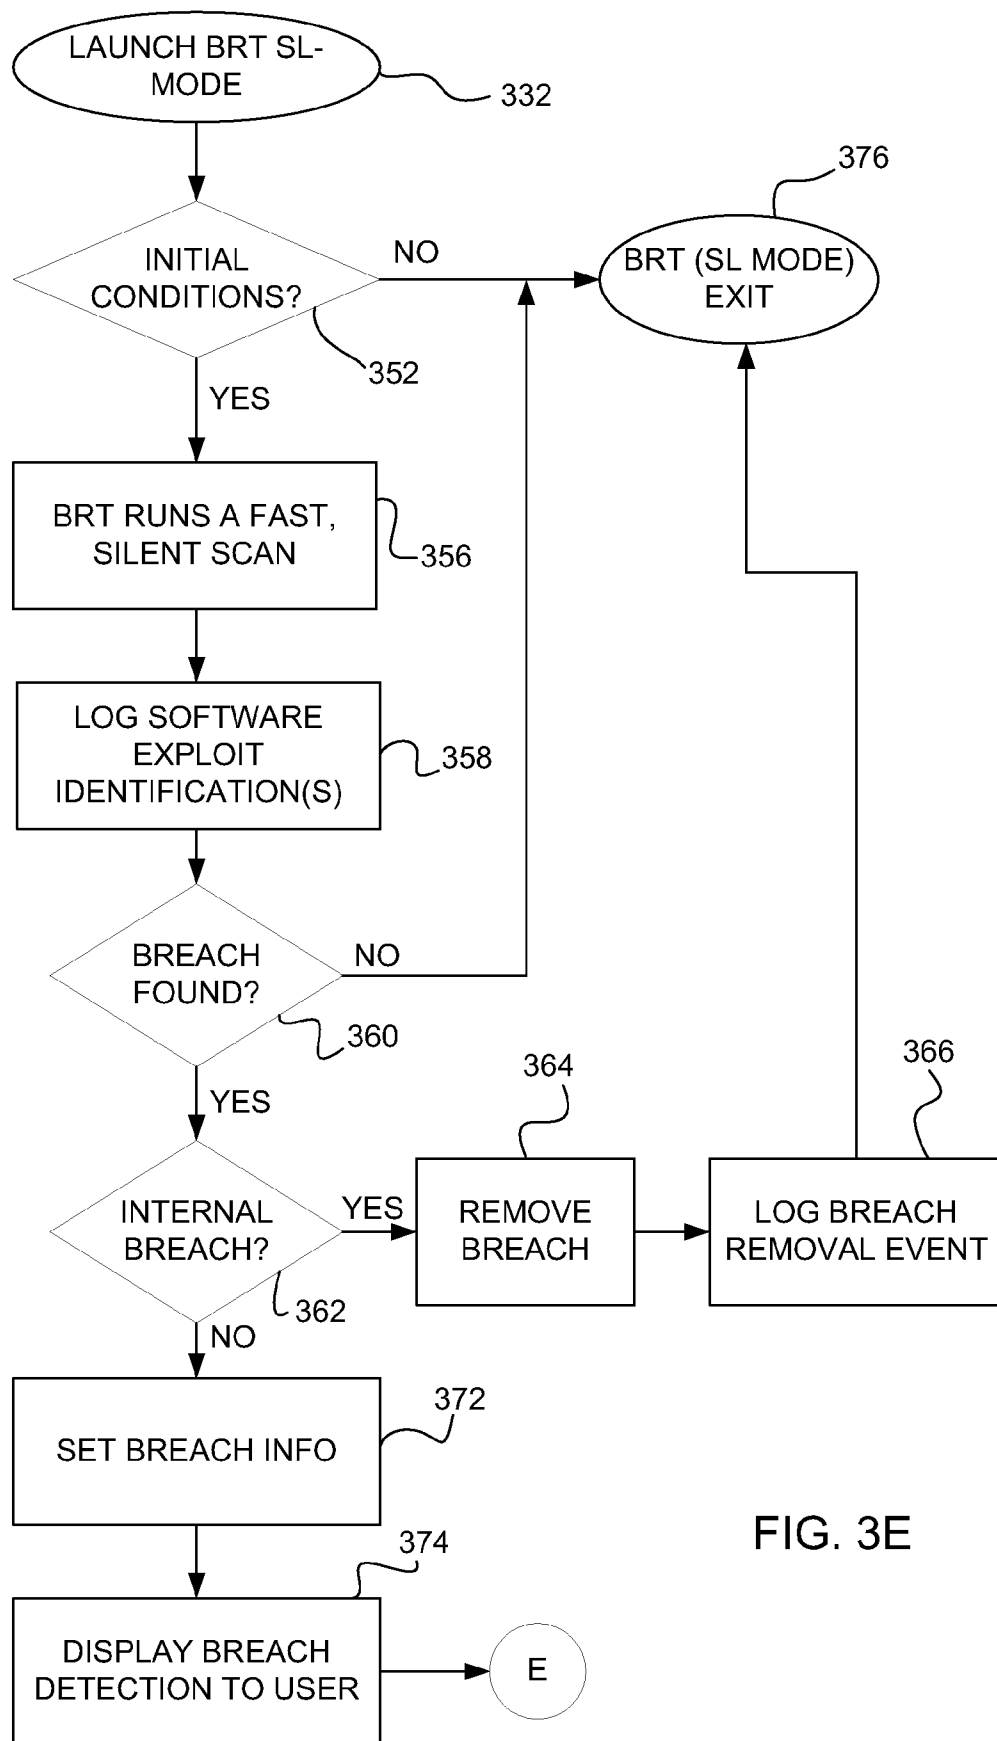 LAUNCH BRT SL-
MODE
332
376
INITIAL
CONDITIONS?
NO
BRT (SL MODE)
EXIT
352
YES
BRT RUNS A FAST,
SILENT SCAN
356
LOG SOFTWARE
EXPLOIT
IDENTIFICATION(S)
358
BREACH
FOUND?
NO
360
YES
364
366
INTERNAL
BREACH?
YES
REMOVE
BREACH
LOG BREACH
REMOVAL EVENT
362
NO
372
SET BREACH INFO
FIG. 3E
374
DISPLAY BREACH
DETECTION TO USER
E